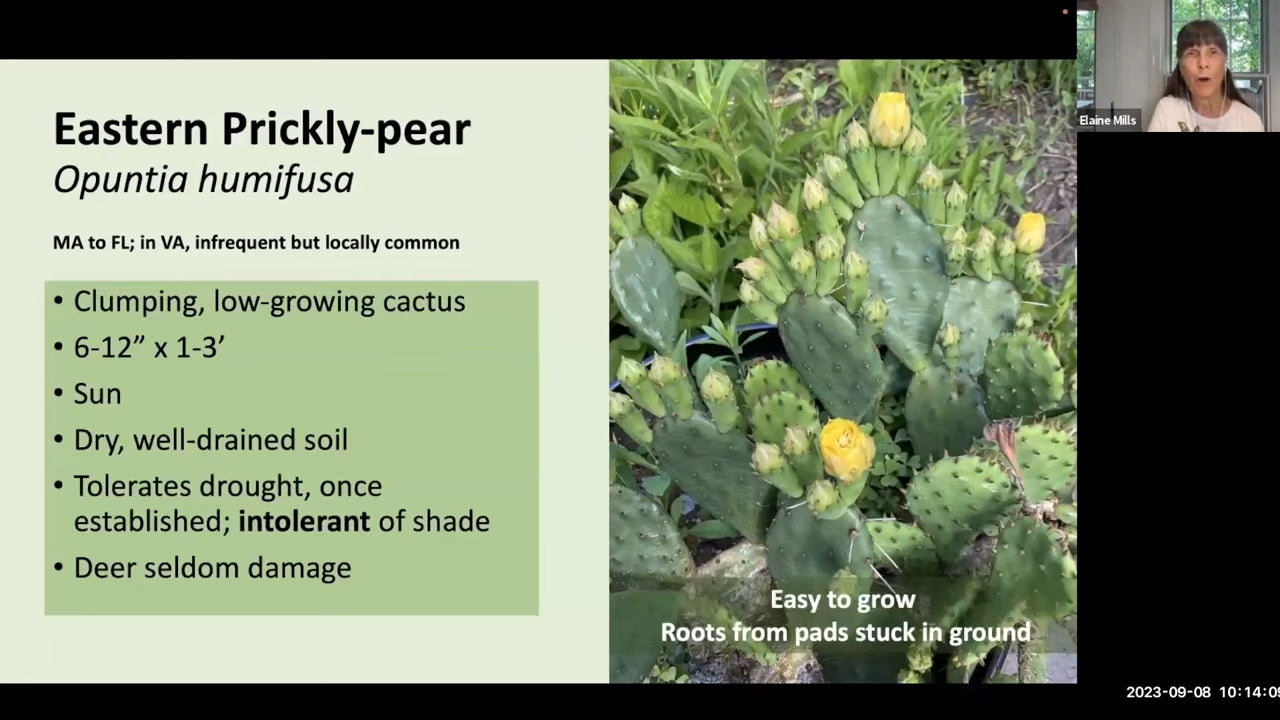 Eastern Prickly-pear
Opuntia humifusa
MA to FL; in VA, infrequent but locally common
• Clumping, low-growing cactus
• 6-12” x 1-3’
• Sun
• Dry, well-drained soil
• Tolerates drought, once
established; intolerant of shade
• Deer seldom damage
Easy to grow
Roots from pads stuck in ground
Elaine Mills
2023-09-08 10:14:09